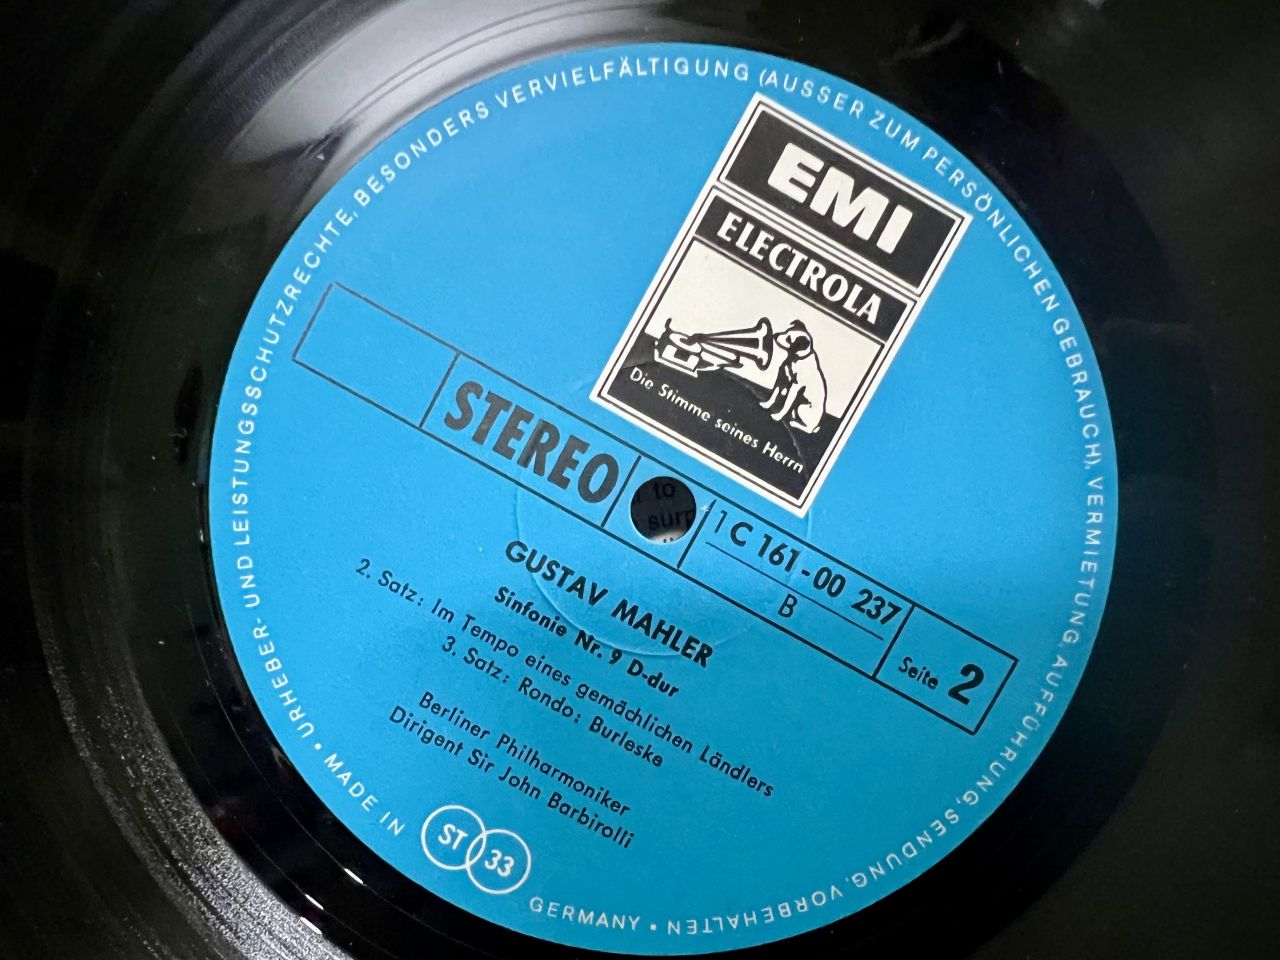 URHEBER- UND LEISTUNGSSCHUTZRECHTE, BESONDERS VERVIELFÄLTIGUNG (AUSSER ZUM PERSÖNLICHEN GEBRAUCH), VERMIETUNG, AUFFÜHRUNG, SENDUNG, VORBEHALTEN •
EMI
ELECTROLA
Die Stimme seines Herrn
STEREO
to
surr
1 C 161-00 237
B
Seite 2
GUSTAV MAHLER
Sinfonie Nr. 9 D-dur
2. Satz: Im Tempo eines gemächlichen Ländlers
3. Satz: Rondo: Burleske
Berliner Philharmoniker
Dirigent Sir John Barbirolli
• MADE IN
ST 33
GERMANY